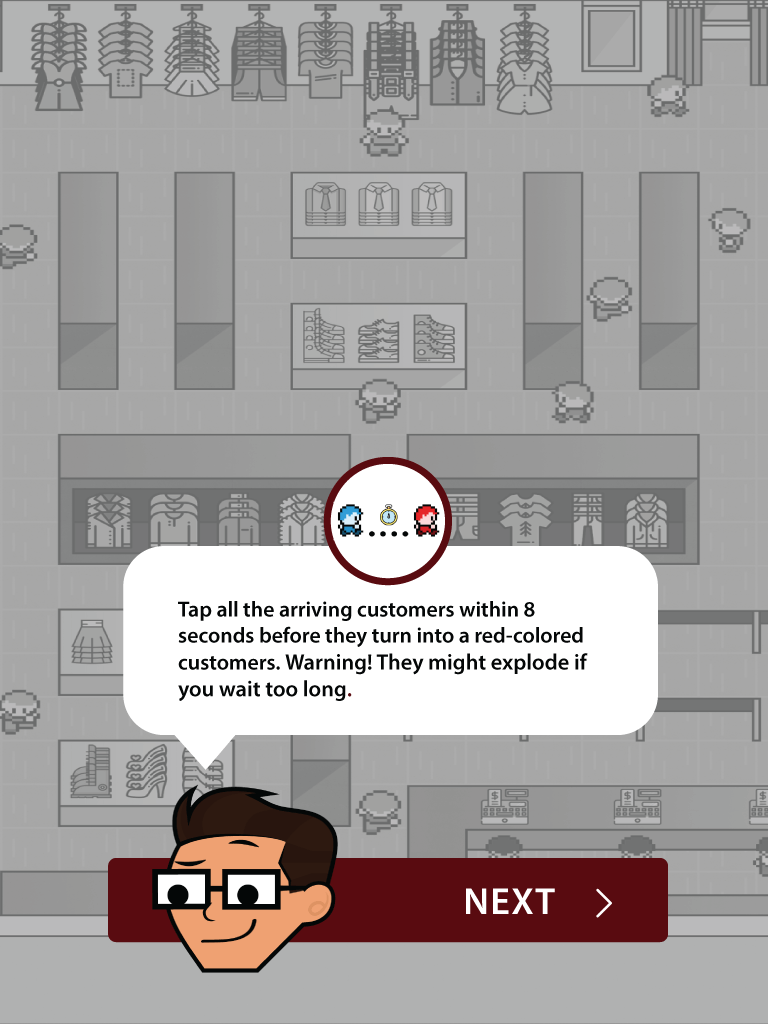 Tap all the arriving customers within 8
seconds before they turn into a red-colored
customers. Warning! They might explode if
you wait too long.
$
$
$
NEXT